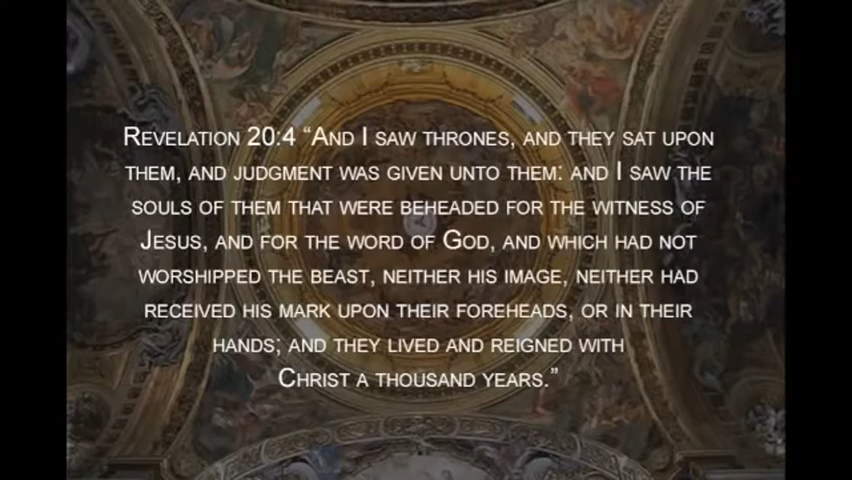 REVELATION 20:4 “AND I SAW THRONES, AND THEY SAT UPON
THEM, AND JUDGMENT WAS GIVEN UNTO THEM: AND I SAW THE
SOULS OF THEM THAT WERE BEHEADED FOR THE WITNESS OF
JESUS, AND FOR THE WORD OF GOD, AND WHICH HAD NOT
WORSHIPPED THE BEAST, NEITHER HIS IMAGE, NEITHER HAD
RECEIVED HIS MARK UPON THEIR FOREHEADS, OR IN THEIR
HANDS; AND THEY LIVED AND REIGNED WITH
CHRIST A THOUSAND YEARS.”